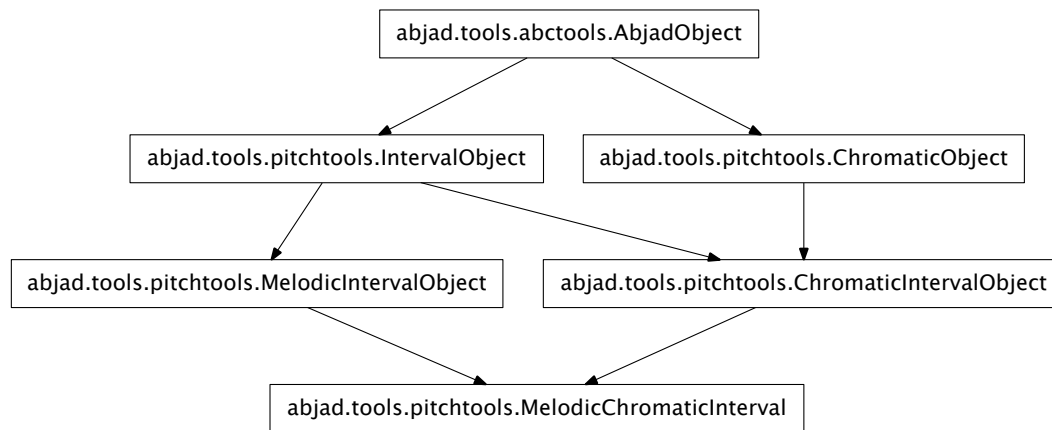 abjad.tools.abctools.AbjadObject
abjad.tools.pitchtools.IntervalObject
abjad.tools.pitchtools.ChromaticObject
abjad.tools.pitchtools.MelodicIntervalObject
abjad.tools.pitchtools.ChromaticIntervalObject
abjad.tools.pitchtools.MelodicChromaticInterval